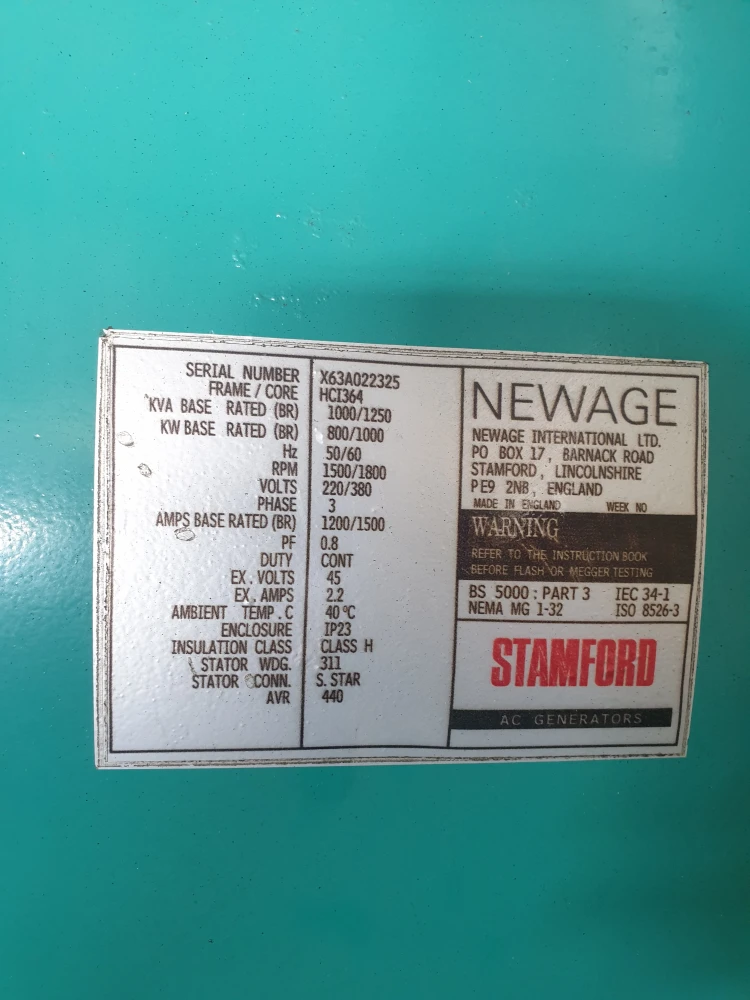 SERIAL NUMBER X63A022325
FRAME / CORE HCI364
KVA BASE RATED (BR) 1000/1250
KW BASE RATED (BR) 800/1000
Hz 50/60
RPM 1500/1800
VOLTS 220/380
PHASE 3
AMPS BASE RATED (BR) 1200/1500
PF 0.8
DUTY CONT
EX. VOLTS 45
EX. AMPS 2.2
AMBIENT TEMP. C 40 °C
ENCLOSURE IP23
INSULATION CLASS CLASS H
STATOR WDG. 311
STATOR CONN. S. STAR
AVR 440
NEWAGE
NEWAGE INTERNATIONAL LTD.
PO BOX 17, BARNACK ROAD
STAMFORD, LINCOLNSHIRE
PE9 2NB, ENGLAND
MADE IN ENGLAND WEEK NO
WARNING
REFER TO THE INSTRUCTION BOOK
BEFORE FLASH OR MEGGER TESTING
BS 5000 : PART 3 IEC 34-1
NEMA MG 1-32 ISO 8526-3
STAMFORD
AC GENERATORS